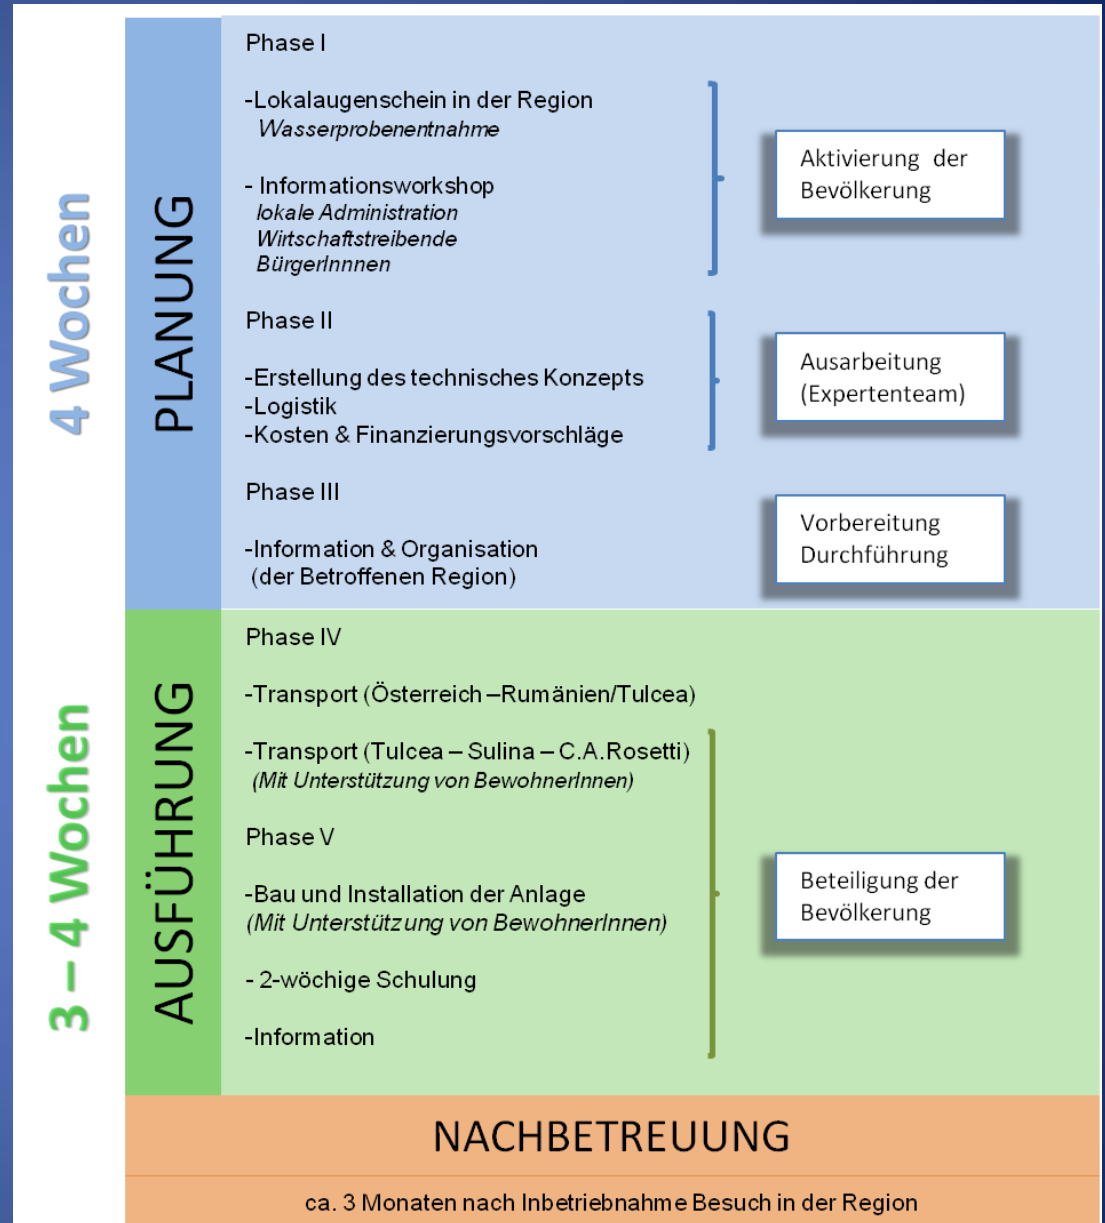 4 Wochen
PLANUNG
Phase I
-Lokalaugenschein in der Region
Wasserprobenentnahme
- Informationsworkshop
lokale Administration
Wirtschaftstreibende
BürgerInnnen
Aktivierung der
Bevölkerung
Phase II
-Erstellung des technisches Konzepts
-Logistik
-Kosten & Finanzierungsvorschläge
Ausarbeitung
(Expertenteam)
Phase III
-Information & Organisation
(der Betroffenen Region)
Vorbereitung
Durchführung
3 – 4 Wochen
AUSFÜHRUNG
Phase IV
-Transport (Österreich –Rumänien/Tulcea)
-Transport (Tulcea – Sulina – C.A.Rosetti)
(Mit Unterstützung von BewohnerInnen)
Phase V
-Bau und Installation der Anlage
(Mit Unterstützung von BewohnerInnen)
- 2-wöchige Schulung
-Information
Beteiligung der
Bevölkerung
NACHBETREUUNG
ca. 3 Monaten nach Inbetriebnahme Besuch in der Region